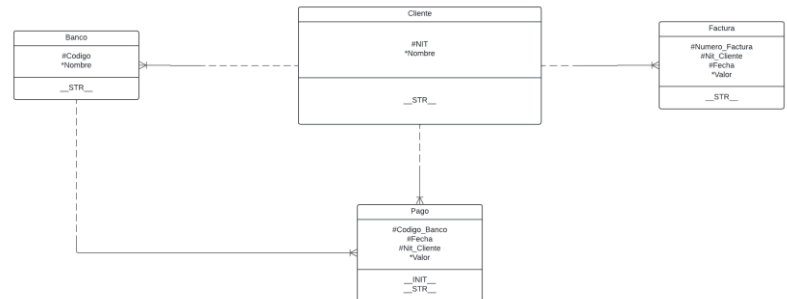 Banco
#Codigo
*Nombre
__STR__
Cliente
#NIT
*Nombre
__STR__
Factura
#Numero_Factura
#Nit_Cliente
#Fecha
*Valor
__STR__
Pago
#Codigo_Banco
#Fecha
#Nit_Cliente
*Valor
__INIT__
__STR__